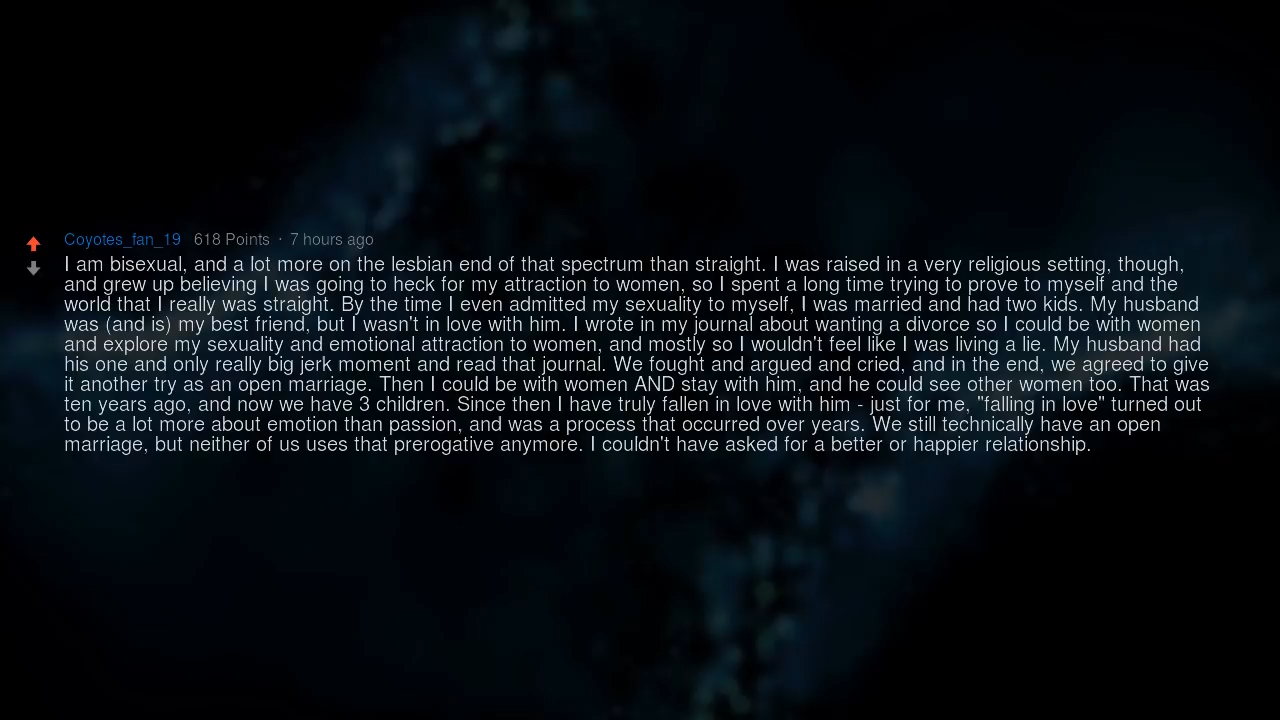 Coyotes_fan_19 618 Points · 7 hours ago
I am bisexual, and a lot more on the lesbian end of that spectrum than straight. I was raised in a very religious setting, though,
and grew up believing I was going to heck for my attraction to women, so I spent a long time trying to prove to myself and the
world that I really was straight. By the time I even admitted my sexuality to myself, I was married and had two kids. My husband
was (and is) my best friend, but I wasn't in love with him. I wrote in my journal about wanting a divorce so I could be with women
and explore my sexuality and emotional attraction to women, and mostly so I wouldn't feel like I was living a lie. My husband had
his one and only really big jerk moment and read that journal. We fought and argued and cried, and in the end, we agreed to give
it another try as an open marriage. Then I could be with women AND stay with him, and he could see other women too. That was
ten years ago, and now we have 3 children. Since then I have truly fallen in love with him - just for me, "falling in love" turned out
to be a lot more about emotion than passion, and was a process that occurred over years. We still technically have an open
marriage, but neither of us uses that prerogative anymore. I couldn't have asked for a better or happier relationship.